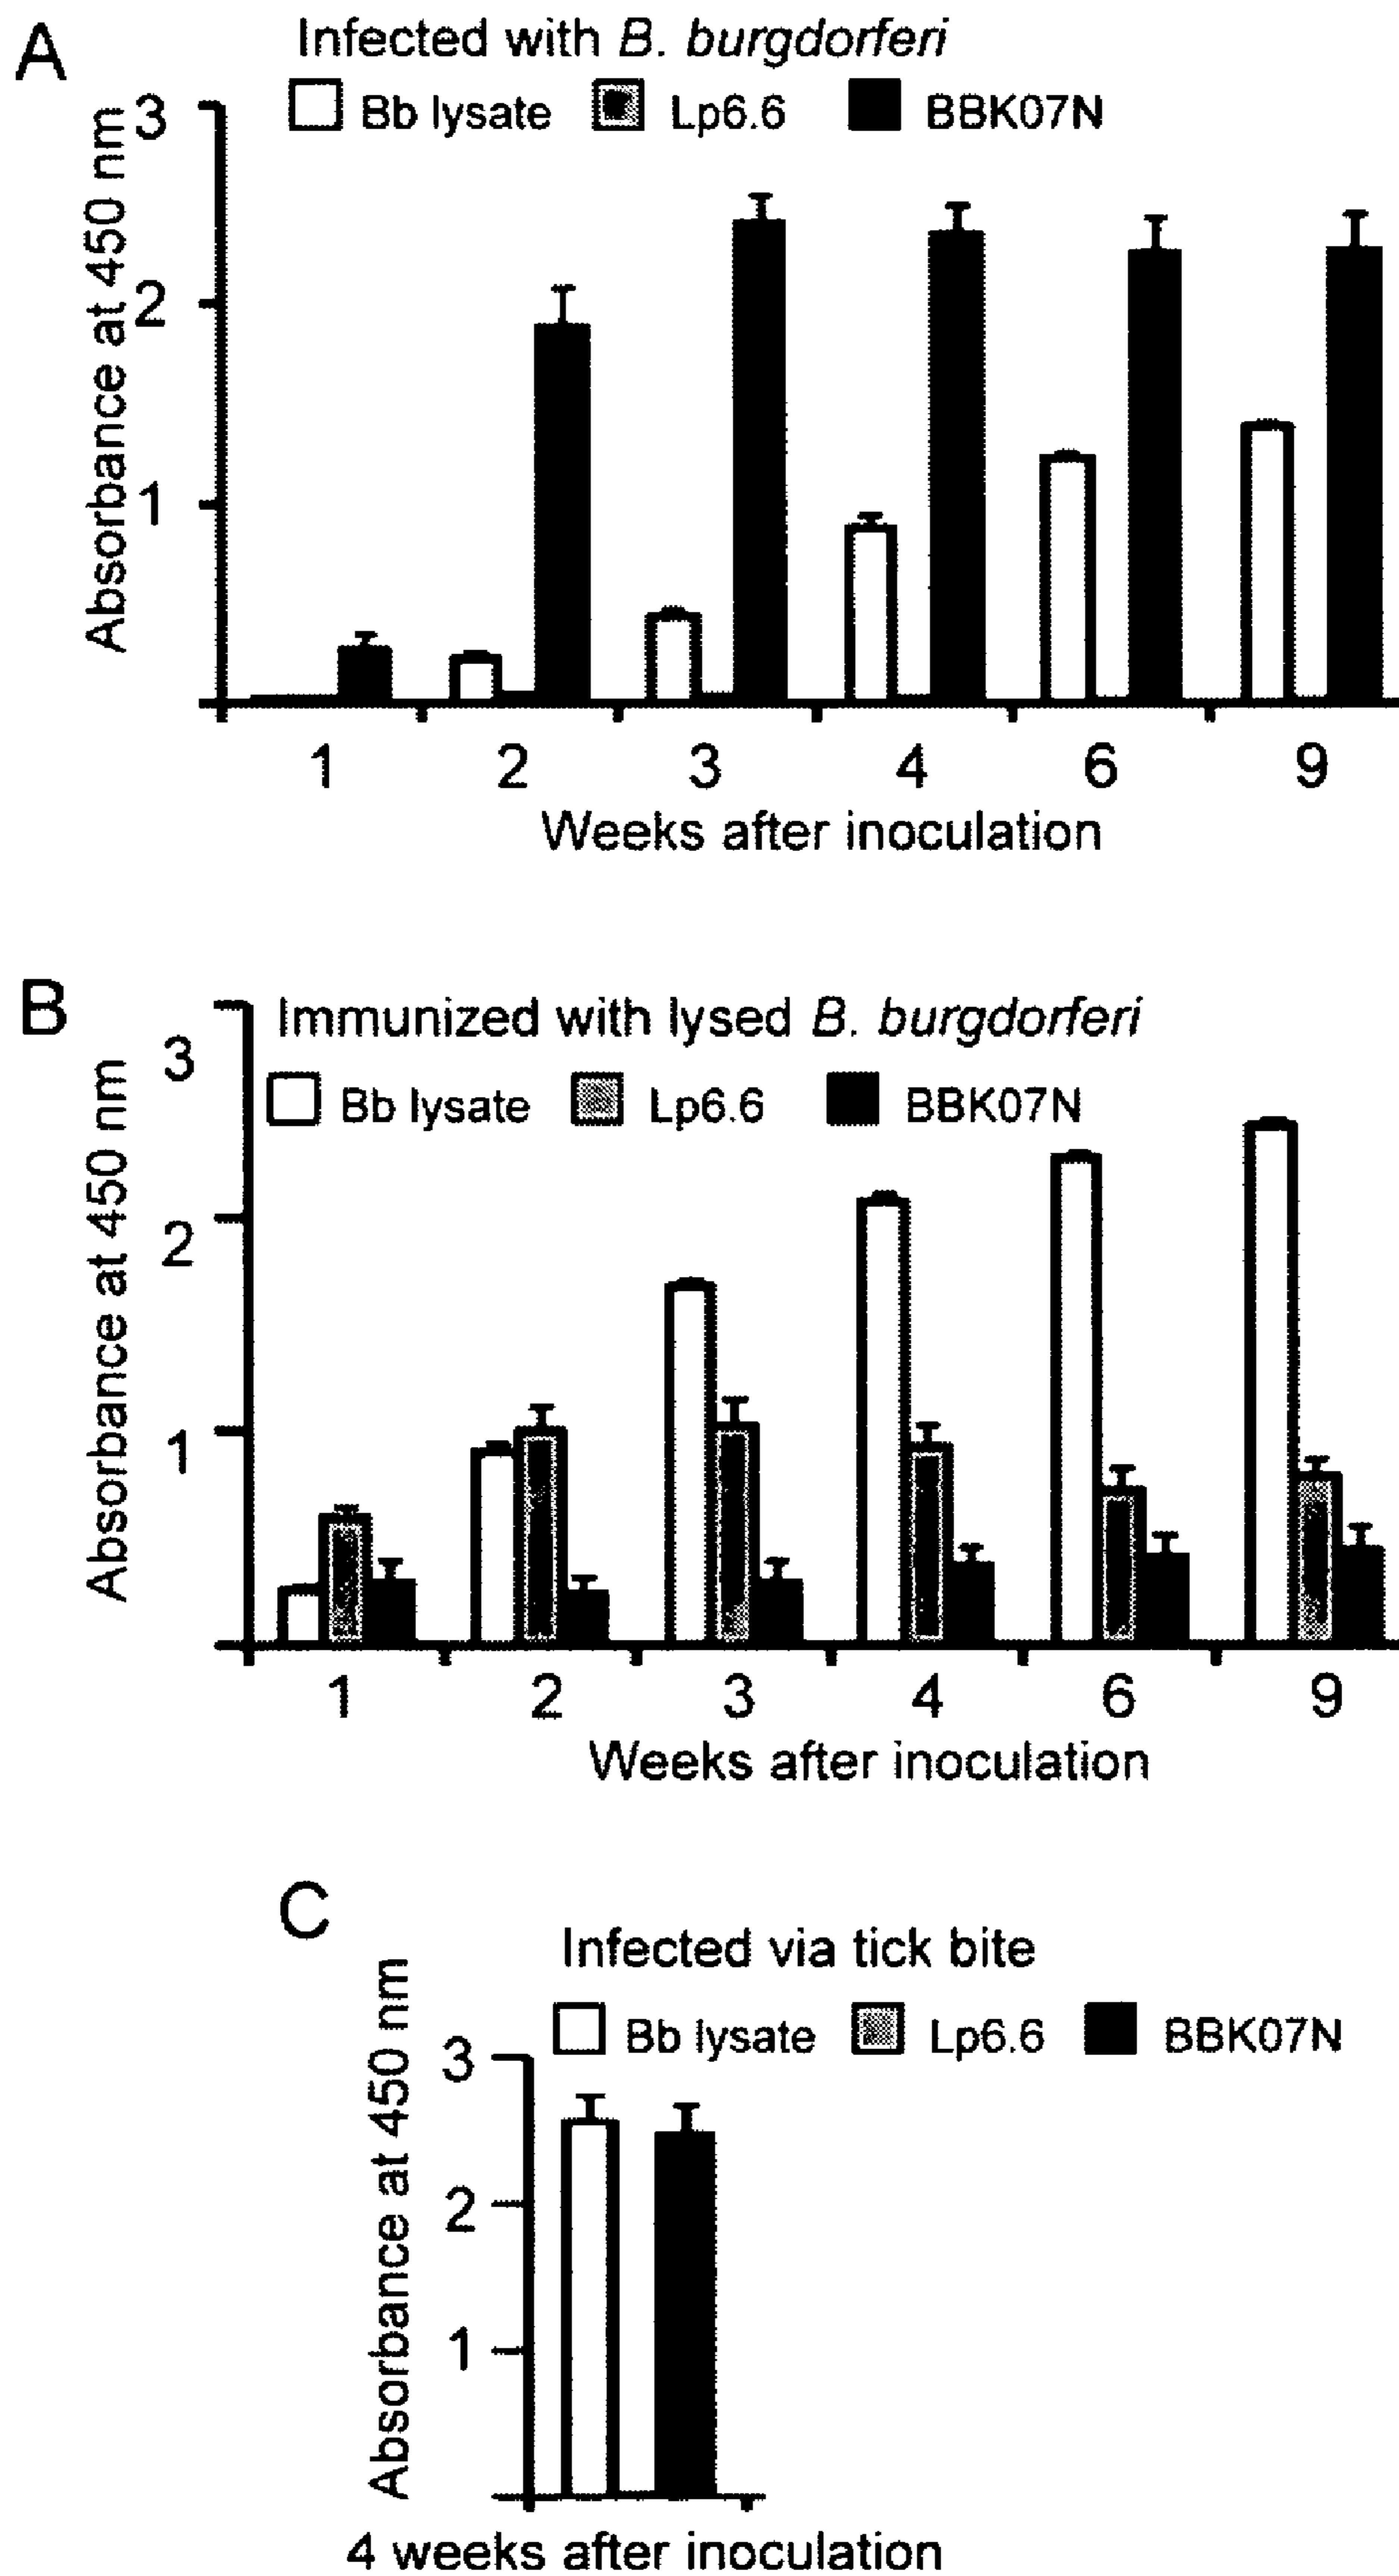 A
Infected with B. burgdorferi
Bb lysate Lp6.6 BBK07N
Absorbance at 450 nm
3
2
1
1 2 3 4 6 9
Weeks after inoculation
B
Immunized with lysed B. burgdorferi
Bb lysate Lp6.6 BBK07N
Absorbance at 450 nm
3
2
1
1 2 3 4 6 9
Weeks after inoculation
C
Infected via tick bite
Bb lysate Lp6.6 BBK07N
Absorbance at 450 nm
3
2
1
4 weeks after inoculation